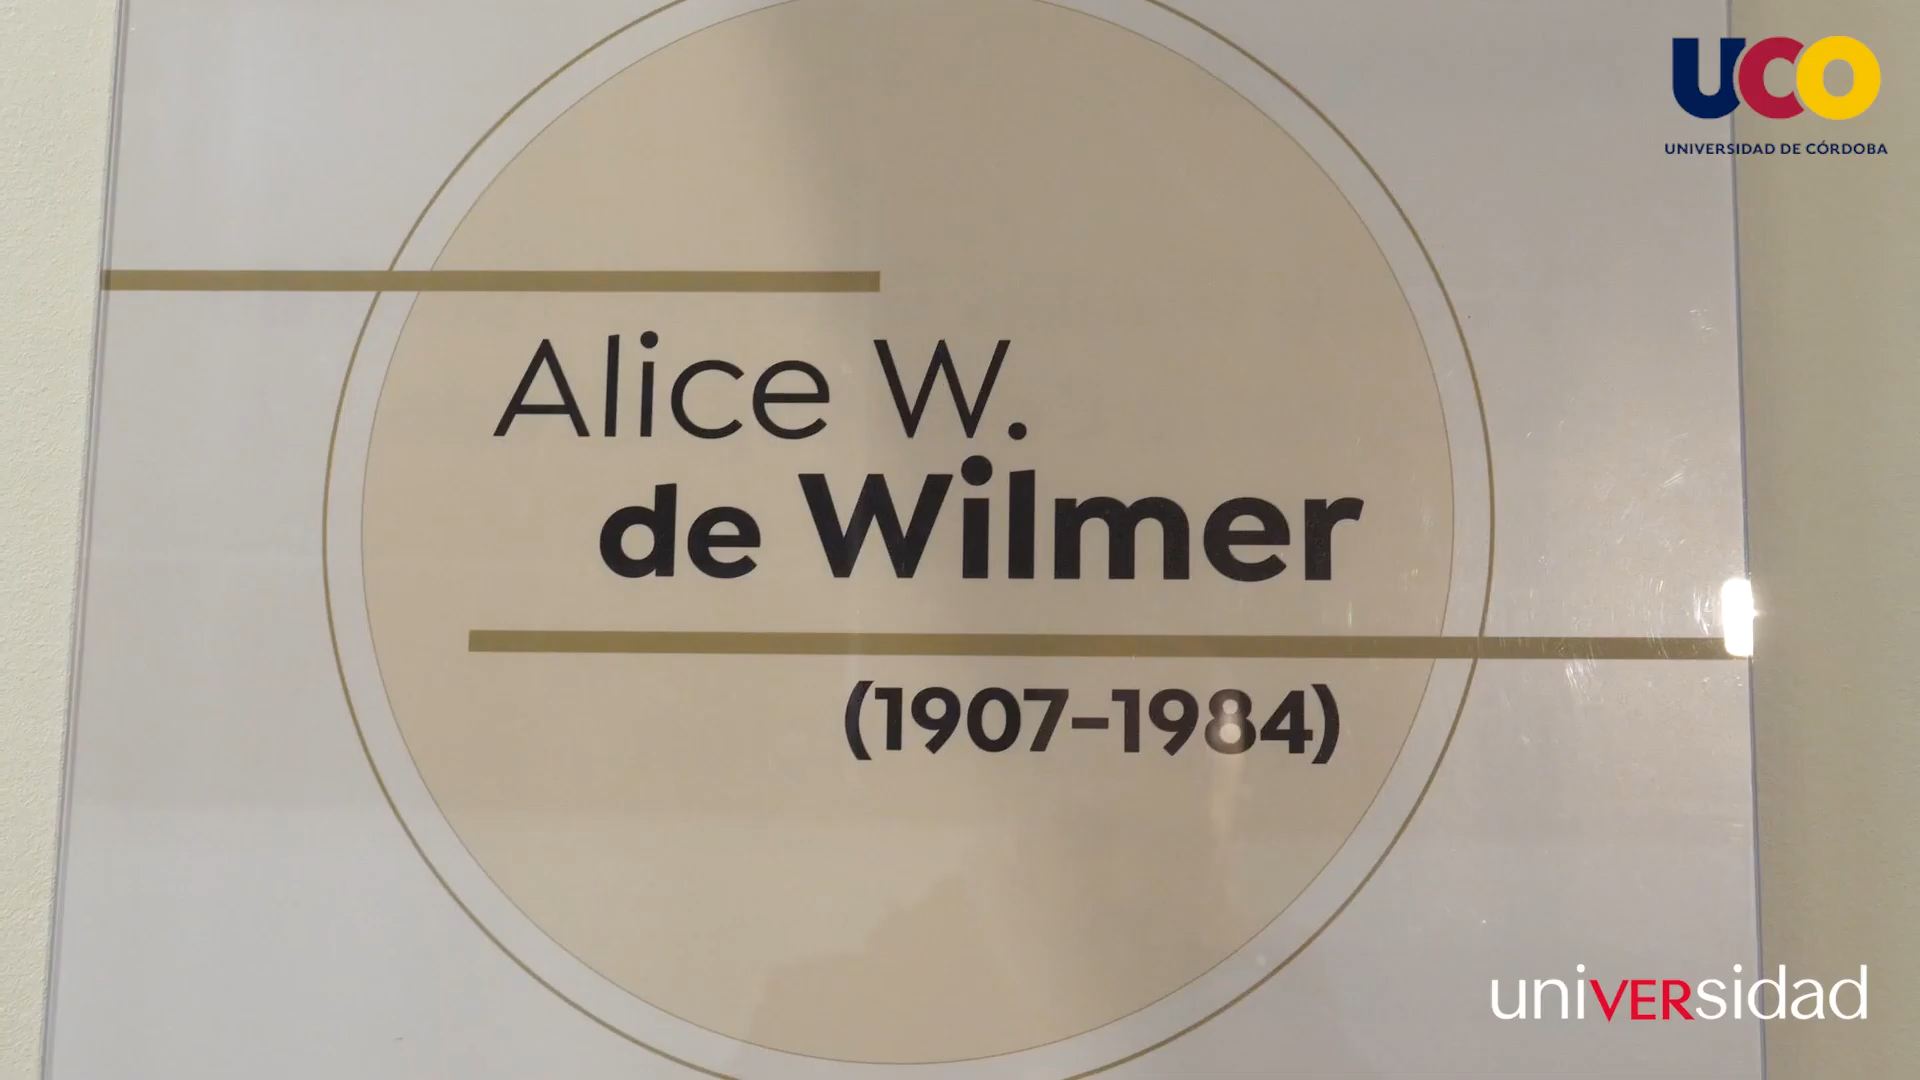 UCO
UNIVERSIDAD DE CÓRDOBA
Alice W.
de Wilmer
(1907-1984)
uniVERsidad